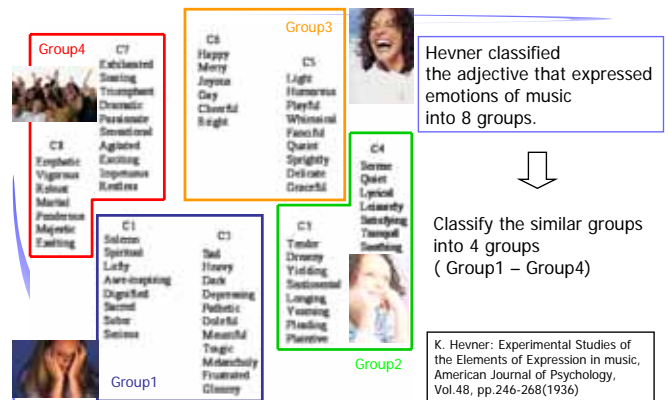 Group4
C7
Exhilarated
Soaring
Triumphant
Dramatic
Passionate
Sensational
Agitated
Exciting
Impetuous
Restless
C8
Emphatic
Vigorous
Robust
Martial
Ponderous
Majestic
Exalting
Group3
C6
Happy
Merry
Joyous
Gay
Cheerful
Bright
C5
Light
Humorous
Playful
Whimsical
Fanciful
Quaint
Sprightly
Delicate
Graceful
C4
Serene
Quiet
Lyrical
Leisurely
Satisfying
Tranquil
Soothing
C3
Tender
Dreamy
Yielding
Sentimental
Longing
Yearning
Pleading
Plaintive
Group2
C1
Solemn
Spiritual
Lofty
Awe-inspiring
Dignified
Sacred
Sober
Serious
C2
Sad
Heavy
Dark
Depressing
Pathetic
Doleful
Mournful
Tragic
Melancholy
Frustrated
Gloomy
Group1
Hevner classified
the adjective that expressed
emotions of music
into 8 groups.
Classify the similar groups
into 4 groups
( Group1 – Group4)
K. Hevner: Experimental Studies of
the Elements of Expression in music,
American Journal of Psychology,
Vol.48, pp.246-268(1936)